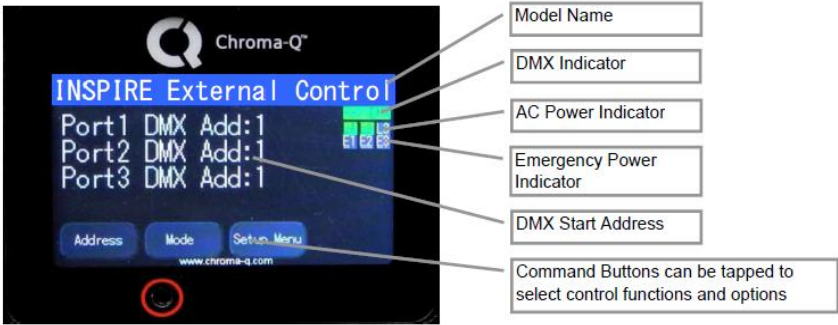 Chroma-Q™
INSPIRE External Control
Port1 DMX Add:1
Port2 DMX Add:1
Port3 DMX Add:1
E1 E2 E3
Address
Mode
Setup Menu
www.chroma-q.com
Model Name
DMX Indicator
AC Power Indicator
Emergency Power
Indicator
DMX Start Address
Command Buttons can be tapped to
select control functions and options